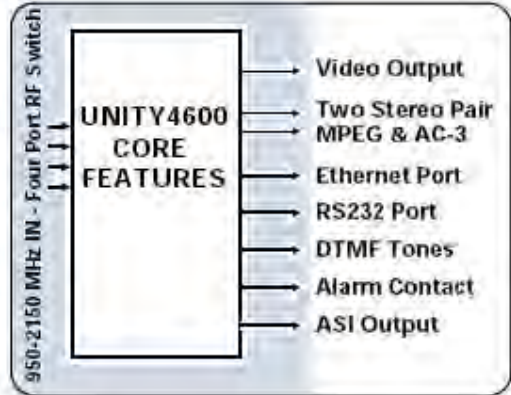 950-2150 MHz IN - Four Port RF Switch
UNITY4600
CORE
FEATURES
Video Output
Two Stereo Pair
MPEG & AC-3
Ethernet Port
RS232 Port
DTMF Tones
Alarm Contact
ASI Output